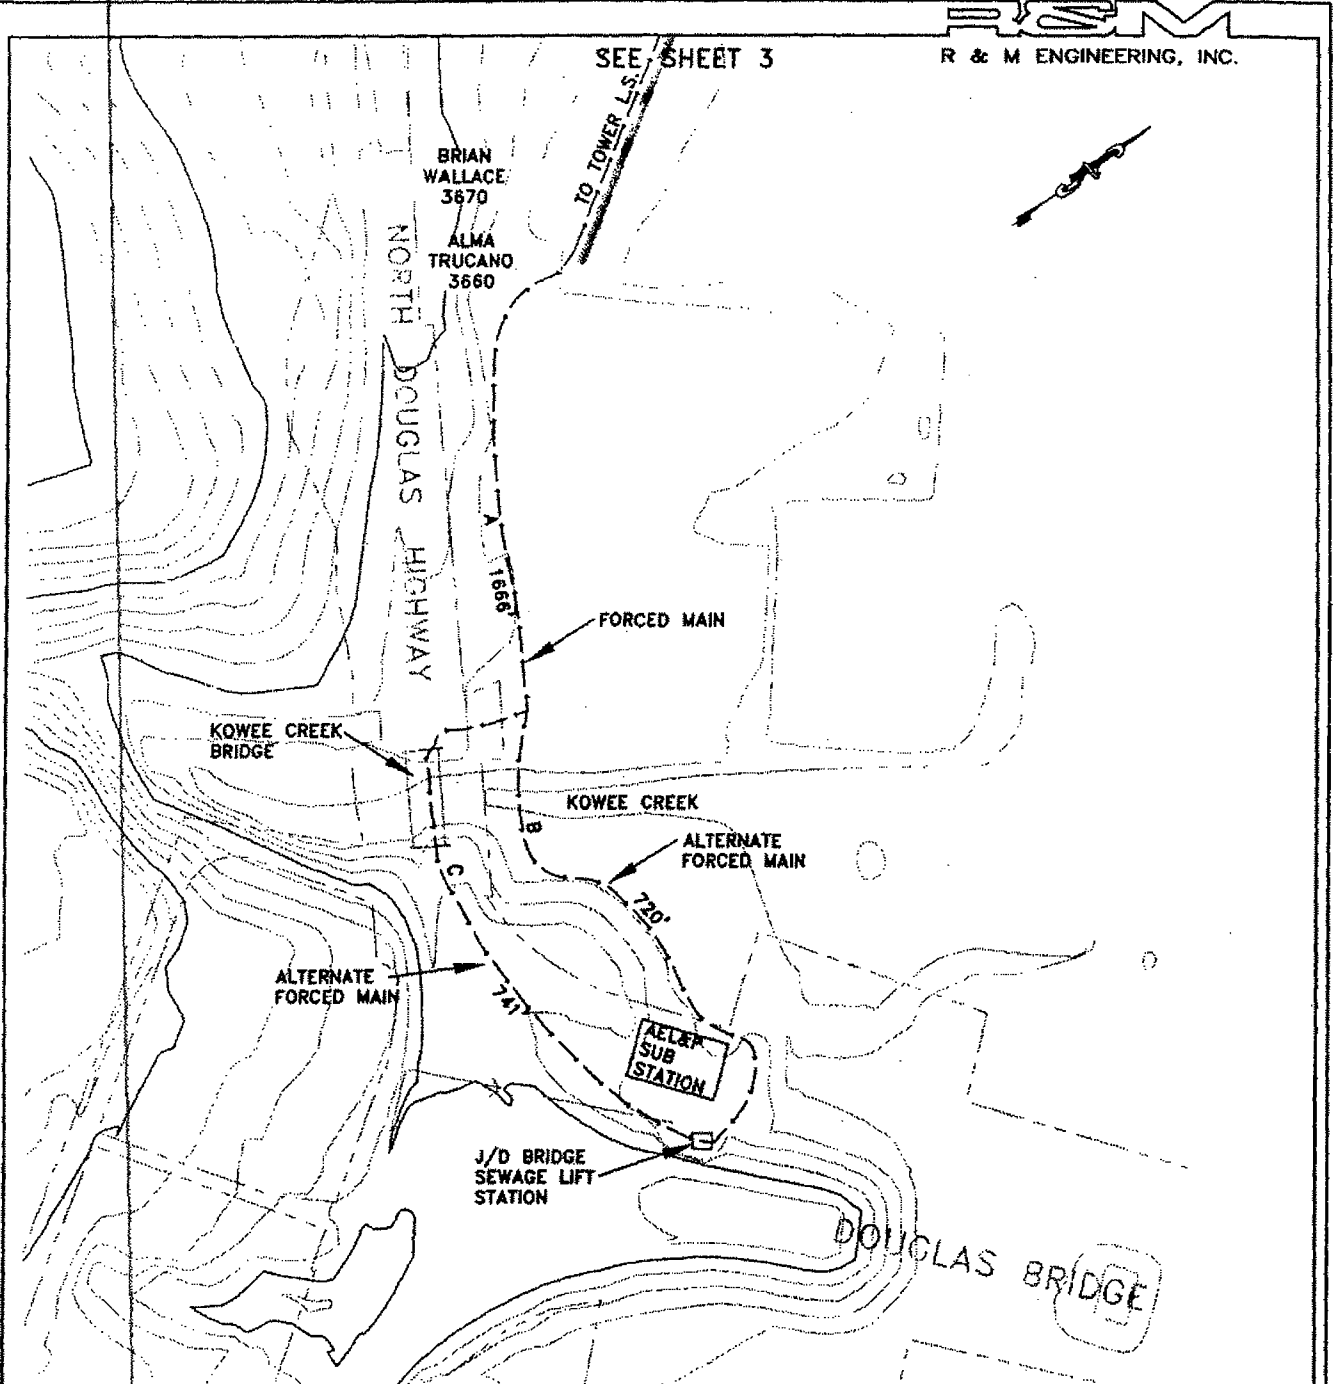 R&M
SEE SHEET 3
R & M ENGINEERING, INC.
TO TOWER L.S.
BRIAN
WALLACE
3670
ALMA
TRUCANO
3660
NORTH DOUGLAS HIGHWAY
A
1666'
FORCED MAIN
KOWEE CREEK
BRIDGE
KOWEE CREEK
B
ALTERNATE
FORCED MAIN
C
720'
ALTERNATE
FORCED MAIN
741'
AEL&P
SUB
STATION
J/D BRIDGE
SEWAGE LIFT
STATION
DOUGLAS BRIDGE